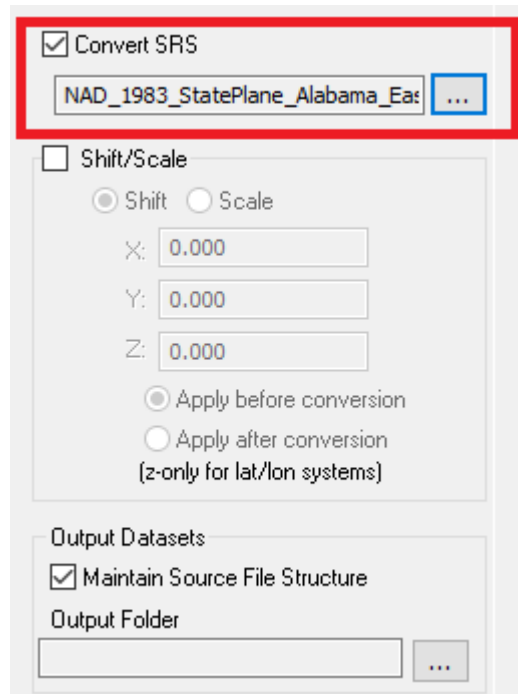 Convert SRS
NAD_1983_StatePlane_Alabama_Eas
...
Shift/Scale
Shift Scale
X: 0.000
Y: 0.000
Z: 0.000
Apply before conversion
Apply after conversion
(z-only for lat/lon systems)
Output Datasets
Maintain Source File Structure
Output Folder
...